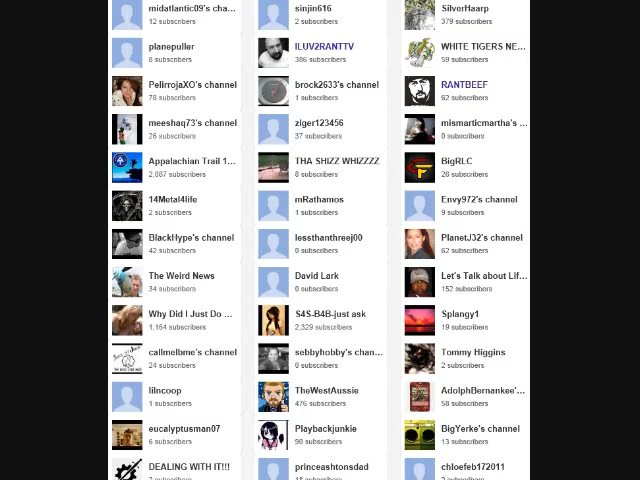 midatlantic09's cha...
12 subscribers
sinjin616
2 subscribers
SilverHaarp
379 subscribers
planepuller
8 subscribers
ILUV2RANTTV
386 subscribers
WHITE TIGERS NE...
59 subscribers
PelirrojaXO's channel
78 subscribers
brock2633's channel
1 subscribers
RANTBEEF
62 subscribers
meeshaq73's channel
26 subscribers
ziger123456
37 subscribers
mismarticmartha's ...
0 subscribers
Appalachian Trail 1...
2,087 subscribers
THA SHIZZ WHIZZZZ
8 subscribers
BigRLC
26 subscribers
14Metal4life
2 subscribers
mRathamos
1 subscribers
Envy972's channel
9 subscribers
BlackHype's channel
42 subscribers
lessthanthreej00
0 subscribers
PlanetJ32's channel
62 subscribers
The Weird News
34 subscribers
David Lark
0 subscribers
Let's Talk about Lif...
152 subscribers
Why Did I Just Do ...
1,164 subscribers
S4S-B4B-just ask
2,329 subscribers
Splangy1
19 subscribers
callmelbme's channel
24 subscribers
sebbyhobby's chan...
0 subscribers
Tommy Higgins
2 subscribers
lilncoop
1 subscribers
TheWestAussie
476 subscribers
AdolphBernankee'...
58 subscribers
eucalyptusman07
6 subscribers
Playbackjunkie
90 subscribers
BigYerke's channel
13 subscribers
DEALING WITH IT!!!
princeashtonsdad
chloefeb172011